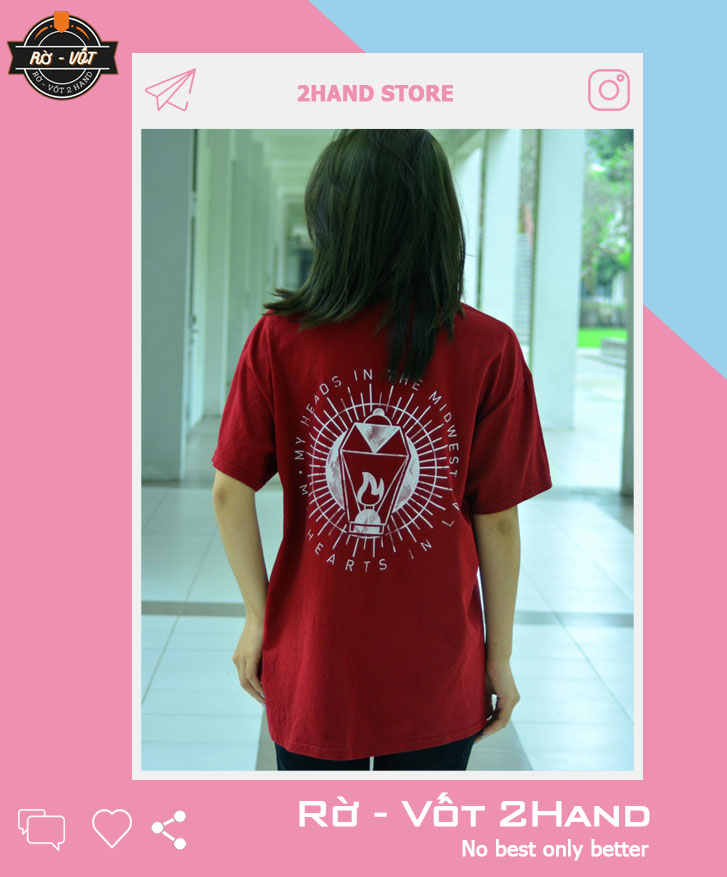 RỜ - VỐT
RỜ - VỐT 2 HAND
2HAND STORE
MY HEADS IN THE MIDWEST
HEARTS IN LA
Rờ - Vốt 2Hand
No best only better